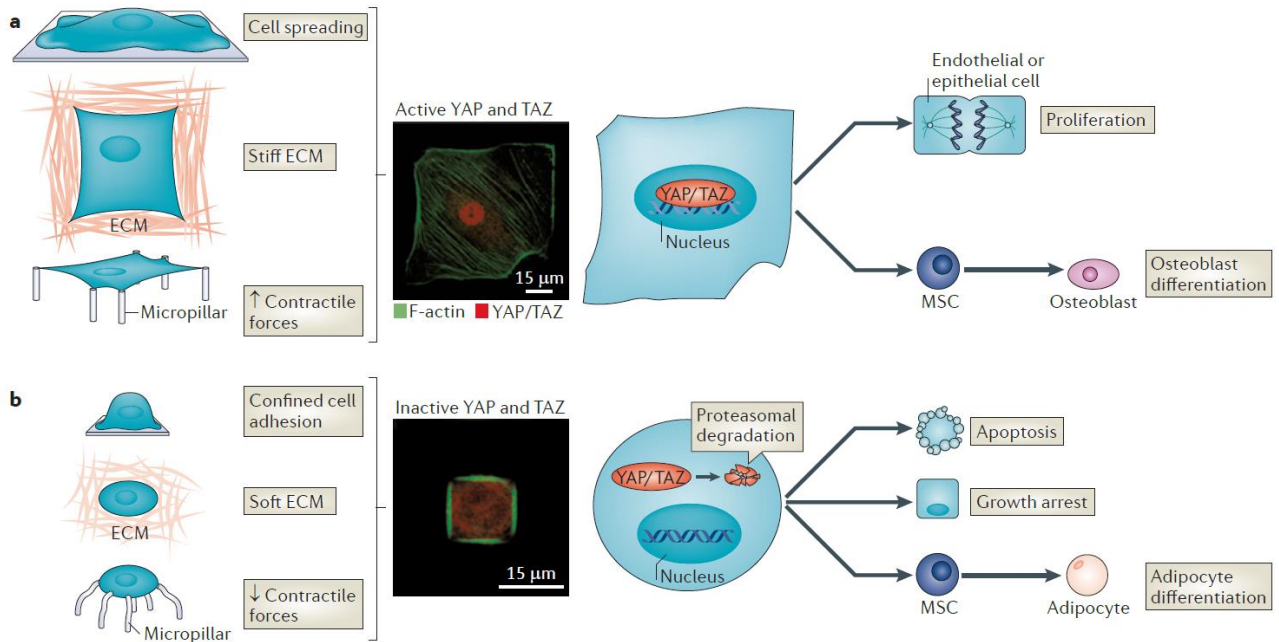 a
Cell spreading
Stiff ECM
ECM
Micropillar
↑ Contractile
forces
Active YAP and TAZ
15 µm
F-actin YAP/TAZ
YAP/TAZ
Nucleus
Endothelial or
epithelial cell
Proliferation
MSC
Osteoblast
Osteoblast
differentiation
b
Confined cell
adhesion
Soft ECM
ECM
↓ Contractile
forces
Micropillar
Inactive YAP and TAZ
15 µm
Proteasomal
degradation
YAP/TAZ
Nucleus
Apoptosis
Growth arrest
MSC
Adipocyte
Adipocyte
differentiation